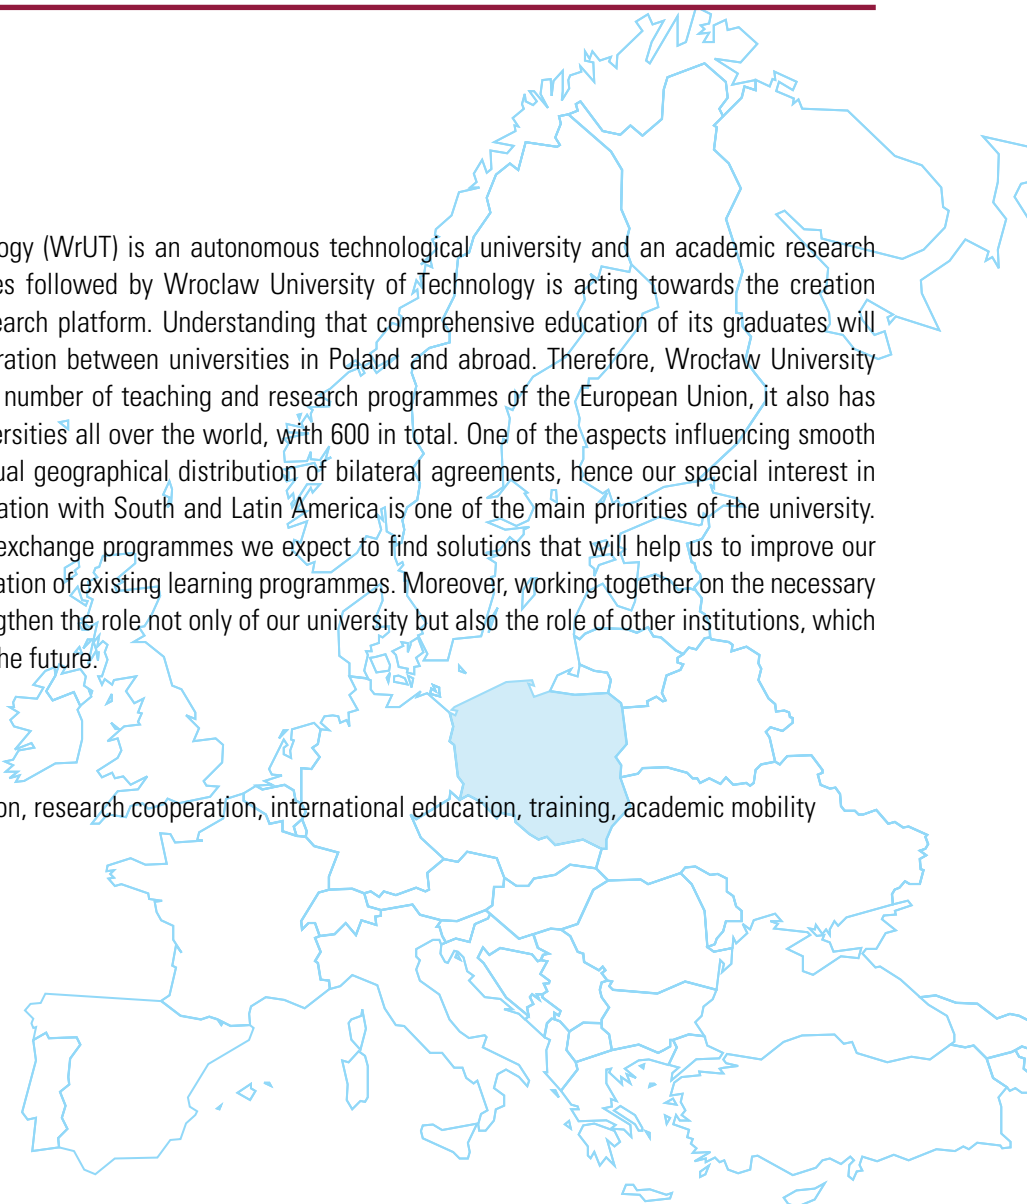 ogy (WrUT) is an autonomous technological university and an academic research
es followed by Wroclaw University of Technology is acting towards the creation
earch platform. Understanding that comprehensive education of its graduates will
ration between universities in Poland and abroad. Therefore, Wrocław University
number of teaching and research programmes of the European Union, it also has
ersities all over the world, with 600 in total. One of the aspects influencing smooth
ual geographical distribution of bilateral agreements, hence our special interest in
ation with South and Latin America is one of the main priorities of the university.
exchange programmes we expect to find solutions that will help us to improve our
ation of existing learning programmes. Moreover, working together on the necessary
gthen the role not only of our university but also the role of other institutions, which
he future.
on, research cooperation, international education, training, academic mobility